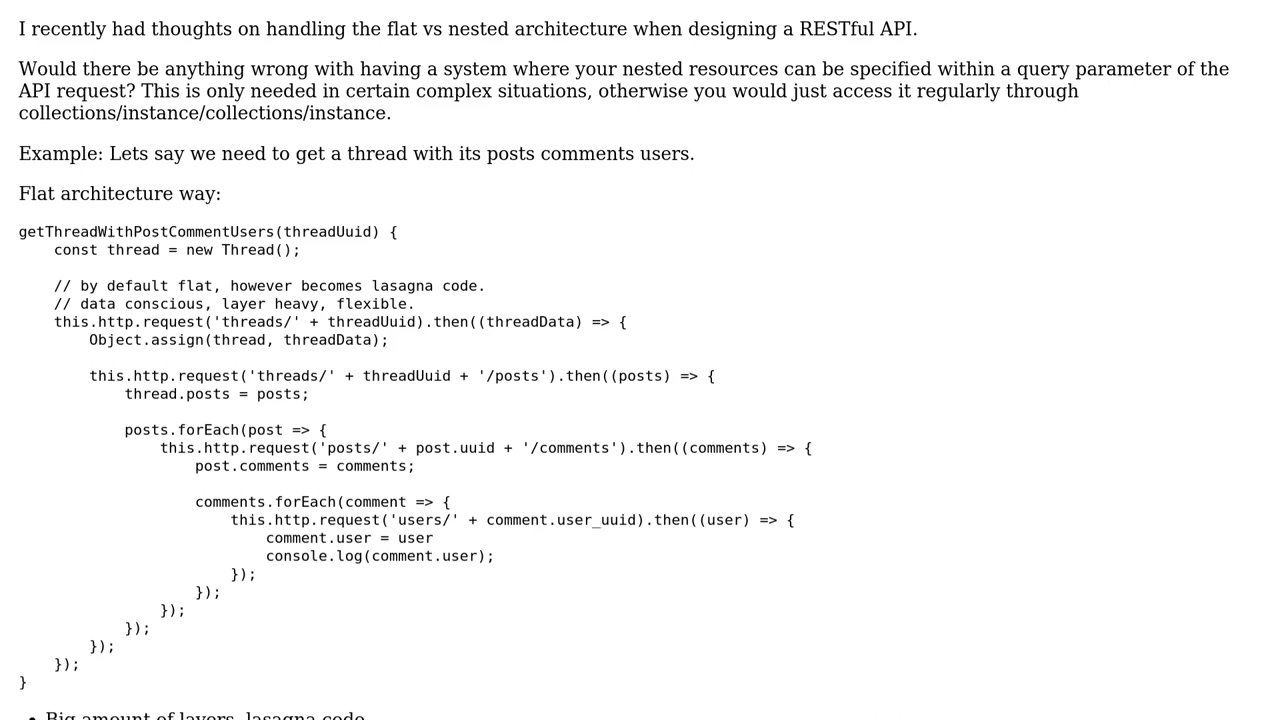 I recently had thoughts on handling the flat vs nested architecture when designing a RESTful API.
Would there be anything wrong with having a system where your nested resources can be specified within a query parameter of the
API request? This is only needed in certain complex situations, otherwise you would just access it regularly through
collections/instance/collections/instance.
Example: Lets say we need to get a thread with its posts comments users.
Flat architecture way:
getThreadWithPostCommentUsers(threadUuid) {
    const thread = new Thread();
    // by default flat, however becomes lasagna code.
    // data conscious, layer heavy, flexible.
    this.http.request('threads/' + threadUuid).then((threadData) => {
        Object.assign(thread, threadData);
        this.http.request('threads/' + threadUuid + '/posts').then((posts) => {
            thread.posts = posts;
            posts.forEach(post => {
                this.http.request('posts/' + post.uuid + '/comments').then((comments) => {
                    post.comments = comments;
                    comments.forEach(comment => {
                        this.http.request('users/' + comment.user_uuid).then((user) => {
                            comment.user = user
                            console.log(comment.user);
                        });
                    });
                });
            });
        });
    });
}
• Big amount of layers, lasagna code